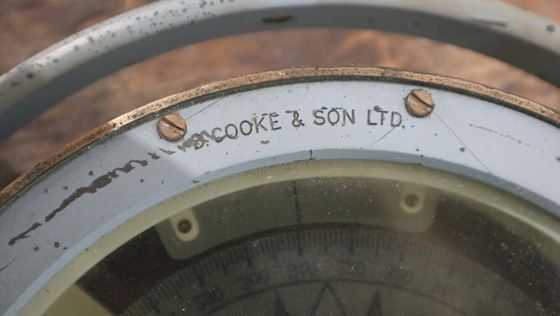 B. COOKE & SON LTD.